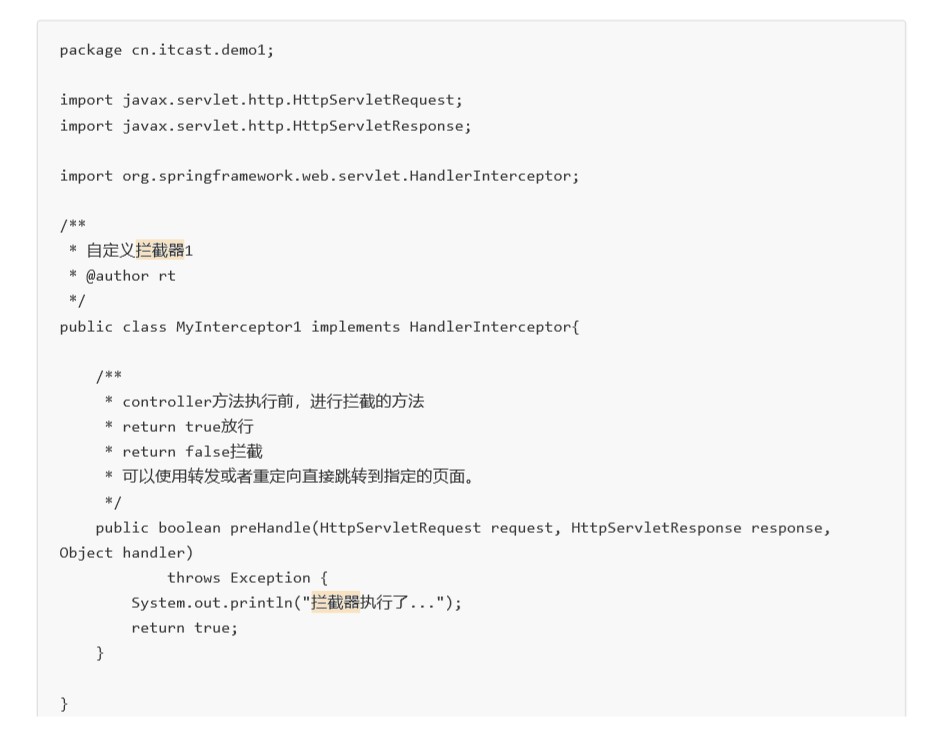 package cn.itcast.demo1;
import javax.servlet.http.HttpServletRequest;
import javax.servlet.http.HttpServletResponse;
import org.springframework.web.servlet.HandlerInterceptor;
/**
* 自定义拦截器1
* @author rt
*/
public class MyInterceptor1 implements HandlerInterceptor{
/**
* controller方法执行前，进行拦截的方法
* return true放行
* return false拦截
* 可以使用转发或者重定向直接跳转到指定的页面。
*/
public boolean preHandle(HttpServletRequest request, HttpServletResponse response,
Object handler)
throws Exception {
System.out.println("拦截器执行了...");
return true;
}
}